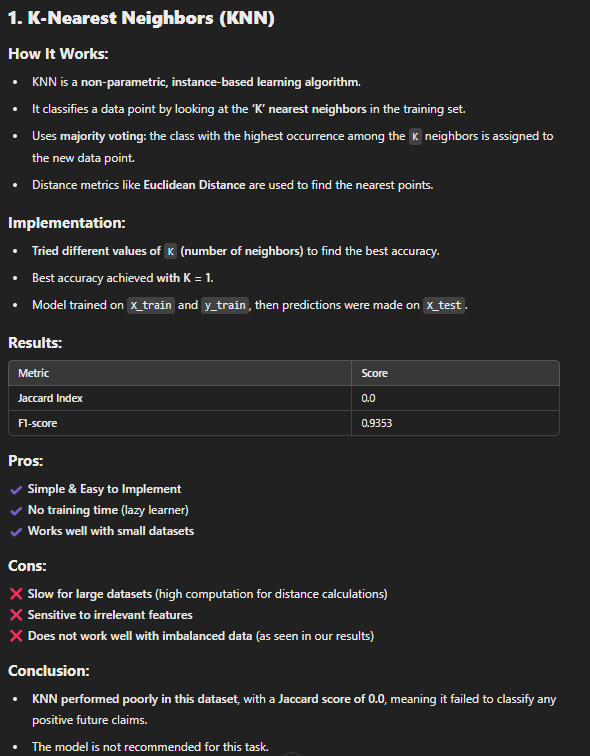 1. K-Nearest Neighbors (KNN)
How It Works:
• KNN is a non-parametric, instance-based learning algorithm.
• It classifies a data point by looking at the 'K' nearest neighbors in the training set.
• Uses majority voting: the class with the highest occurrence among the K neighbors is assigned to
the new data point.
• Distance metrics like Euclidean Distance are used to find the nearest points.
Implementation:
• Tried different values of K (number of neighbors) to find the best accuracy.
• Best accuracy achieved with K = 1.
• Model trained on X_train and y_train, then predictions were made on X_test.
Results:
Metric Score
Jaccard Index 0.0
F1-score 0.9353
Pros:
✔ Simple & Easy to Implement
✔ No training time (lazy learner)
✔ Works well with small datasets
Cons:
❌ Slow for large datasets (high computation for distance calculations)
❌ Sensitive to irrelevant features
❌ Does not work well with imbalanced data (as seen in our results)
Conclusion:
• KNN performed poorly in this dataset, with a Jaccard score of 0.0, meaning it failed to classify any
positive future claims.
• The model is not recommended for this task.